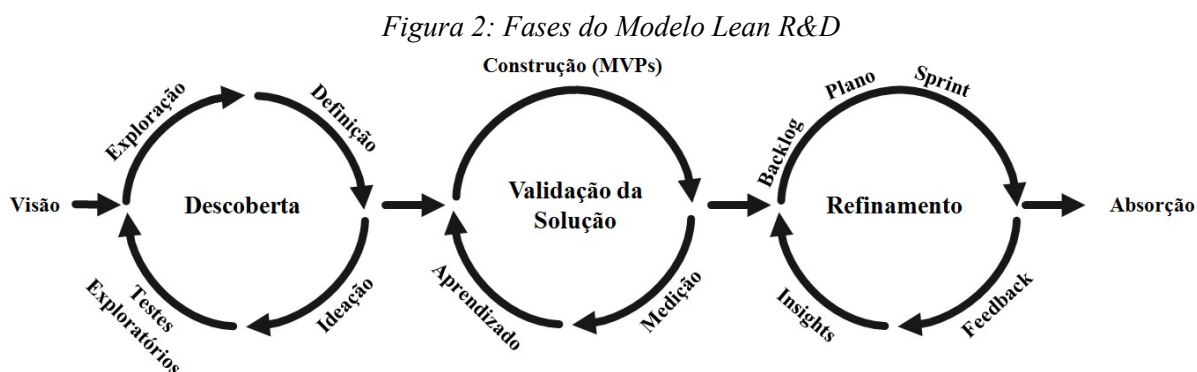 Figura 2: Fases do Modelo Lean R&D
Visão
Exploração
Definição
Descoberta
Ideação
Testes
Exploratórios
Construção (MVPs)
Validação da
Solução
Medição
Aprendizado
Backlog
Plano
Sprint
Refinamento
Feedback
Insights
Absorção